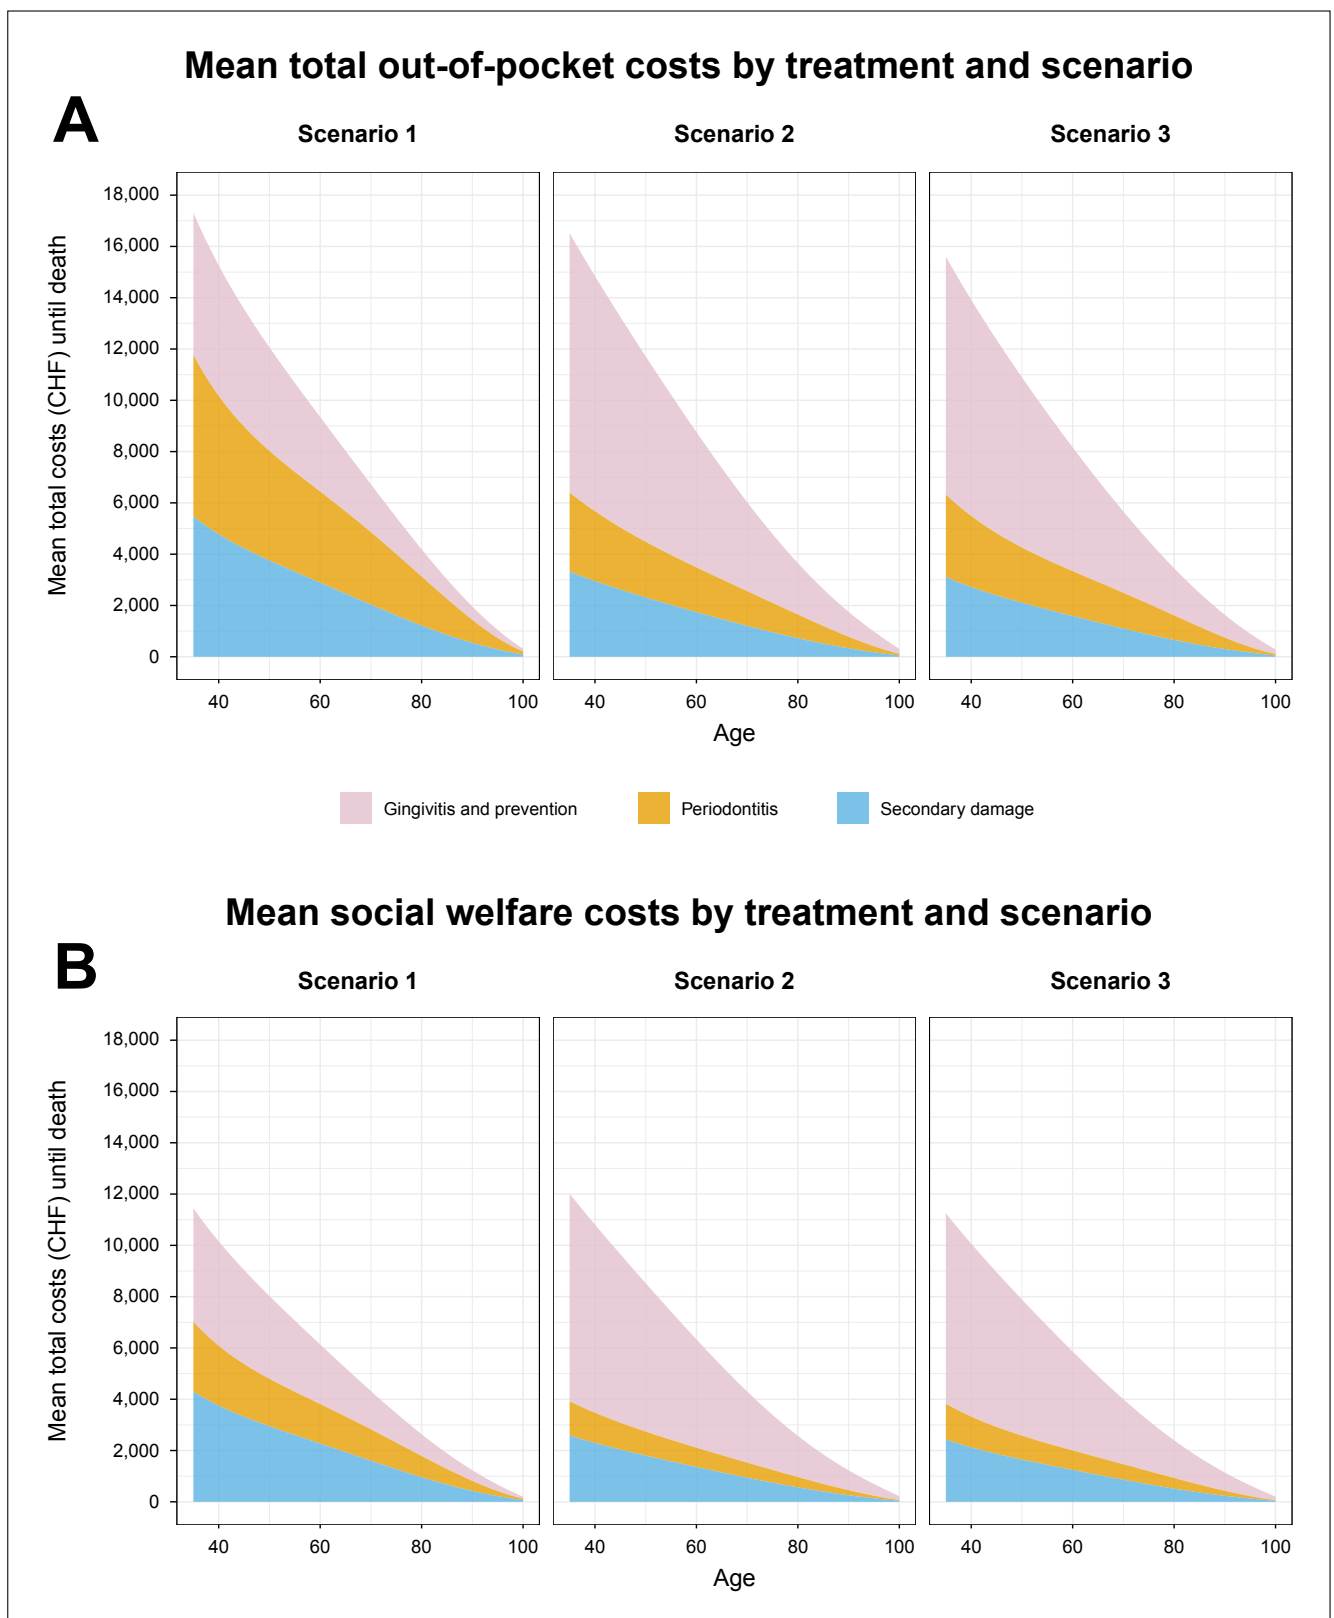 Mean total out-of-pocket costs by treatment and scenario
A
Scenario 1 Scenario 2 Scenario 3
Mean total costs (CHF) until death
18,000
16,000
14,000
12,000
10,000
8,000
6,000
4,000
2,000
0
40 60 80 100 40 60 80 100 40 60 80 100
Age
Gingivitis and prevention Periodontitis Secondary damage
Mean social welfare costs by treatment and scenario
B
Scenario 1 Scenario 2 Scenario 3
Mean total costs (CHF) until death
18,000
16,000
14,000
12,000
10,000
8,000
6,000
4,000
2,000
0
40 60 80 100 40 60 80 100 40 60 80 100
Age